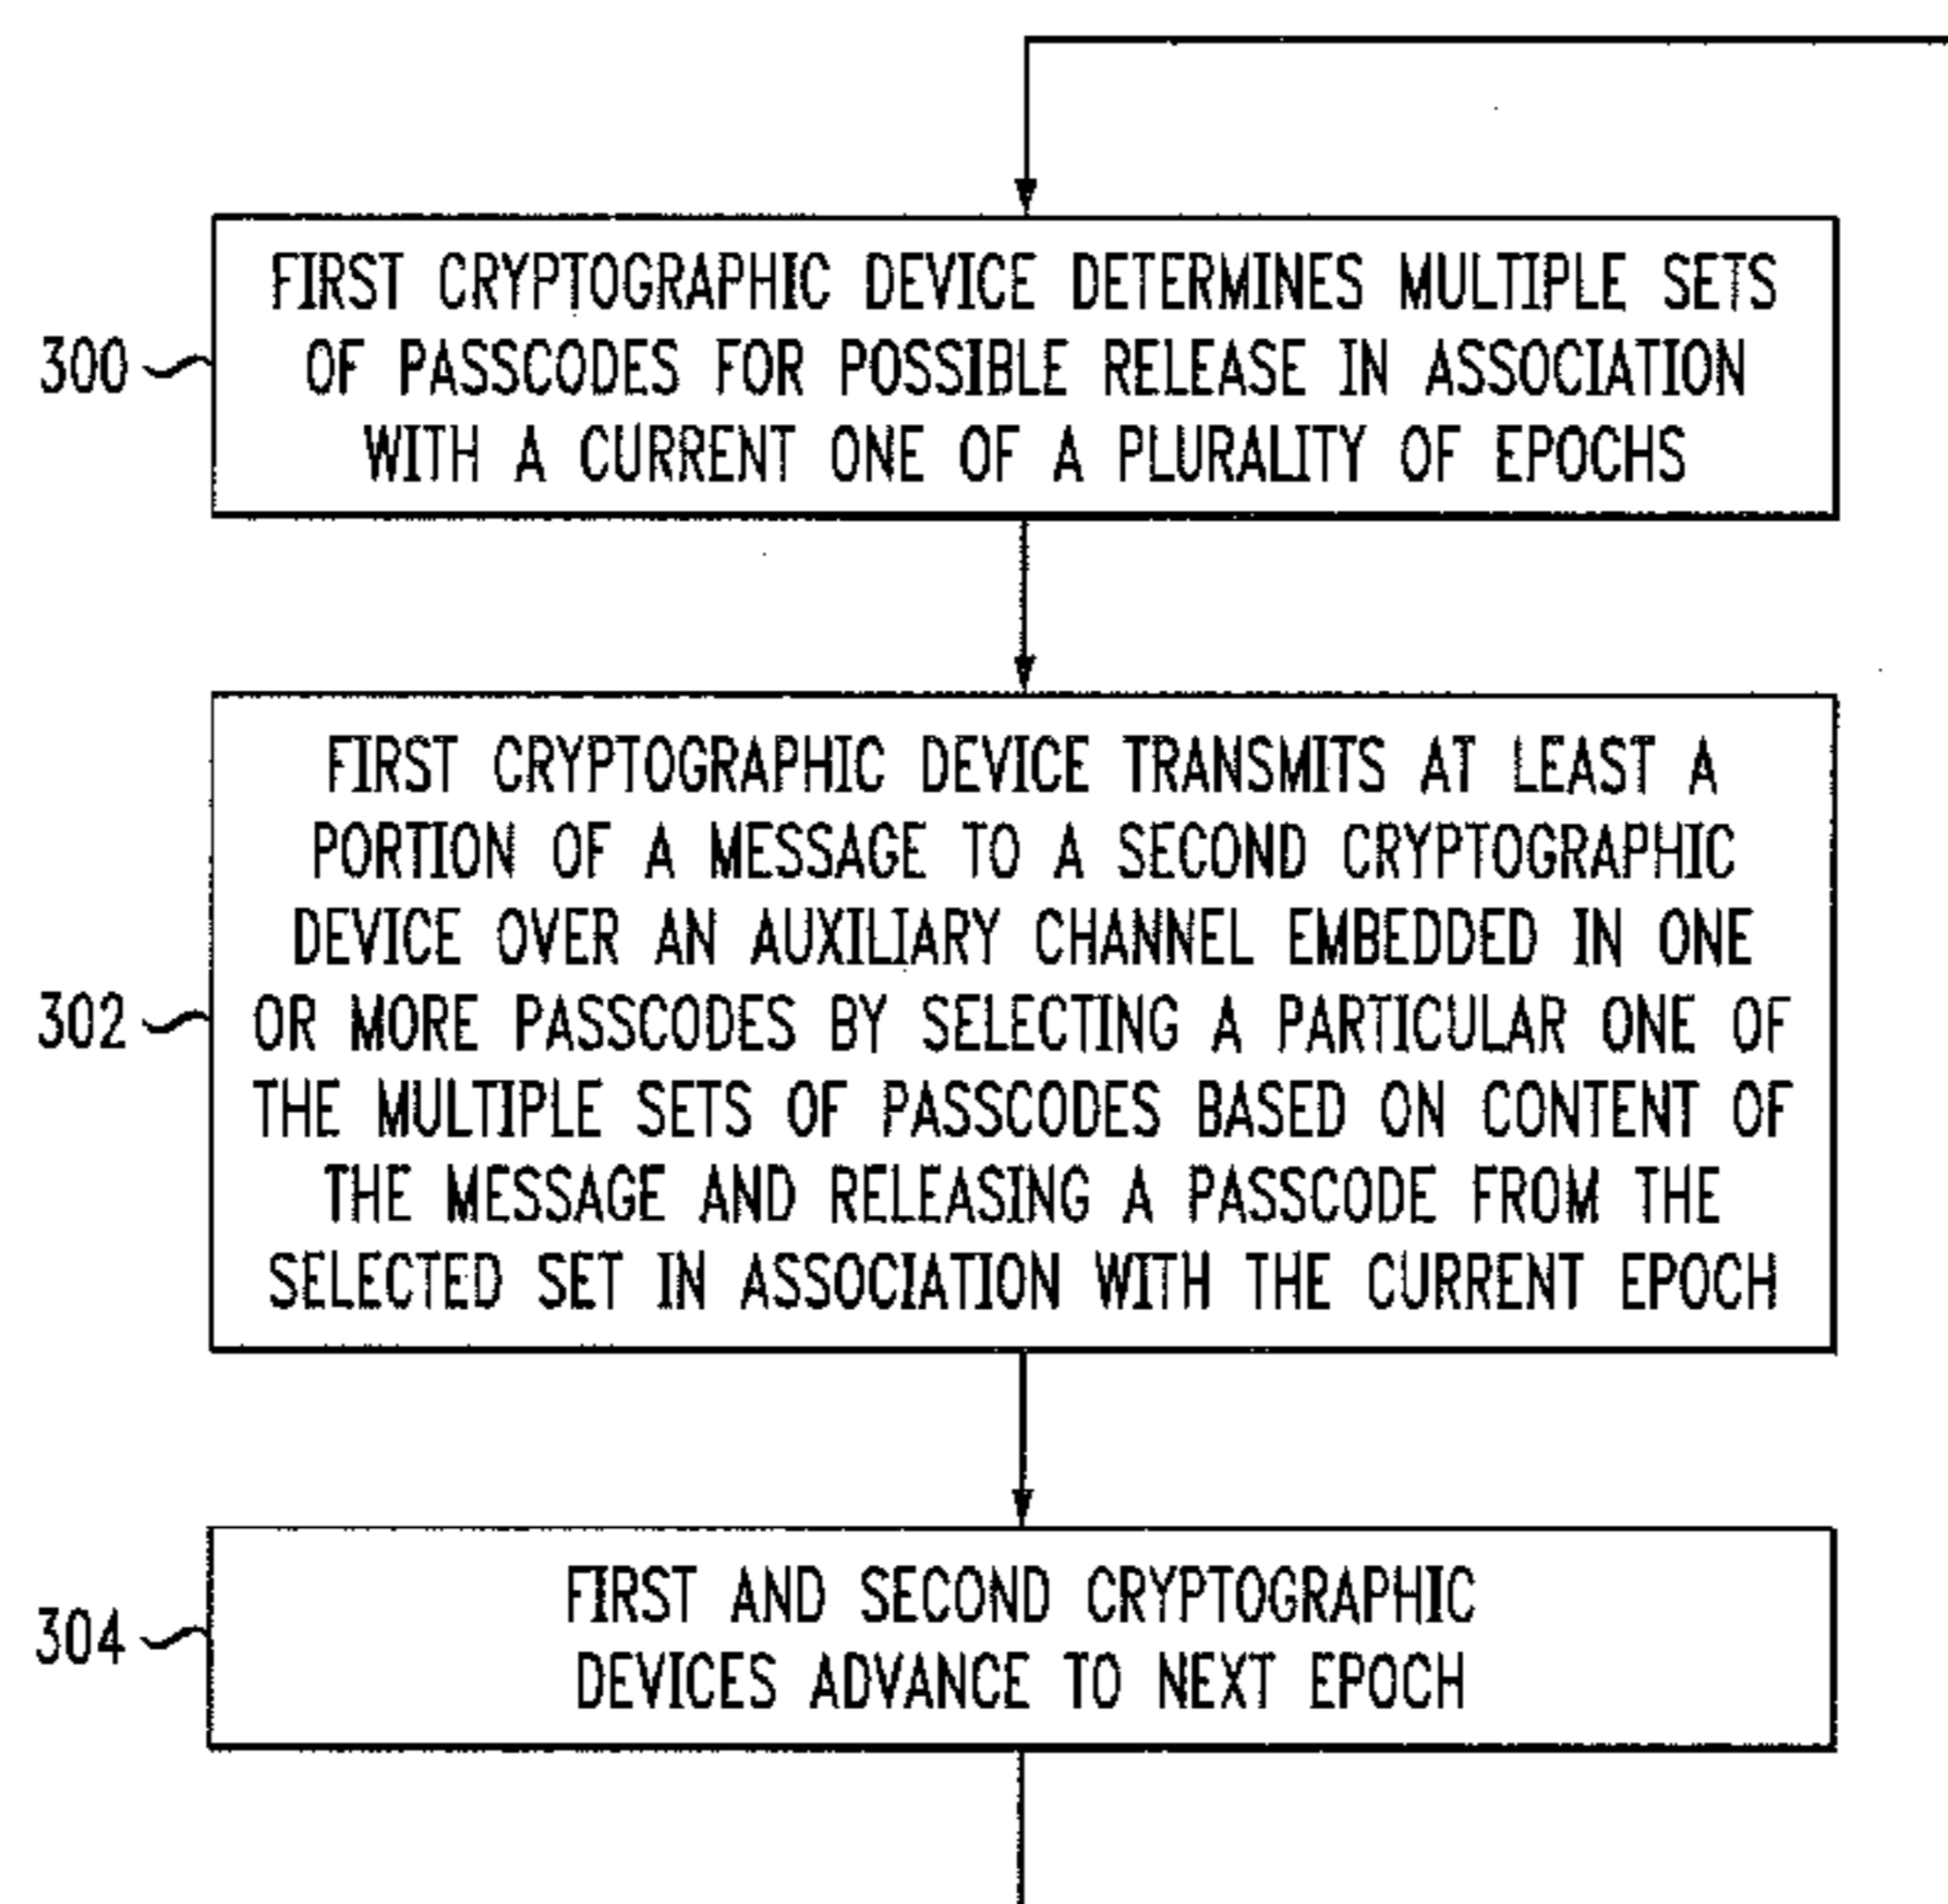 FIRST CRYPTOGRAPHIC DEVICE DETERMINES MULTIPLE SETS
300 OF PASSCODES FOR POSSIBLE RELEASE IN ASSOCIATION
WITH A CURRENT ONE OF A PLURALITY OF EPOCHS
FIRST CRYPTOGRAPHIC DEVICE TRANSMITS AT LEAST A
PORTION OF A MESSAGE TO A SECOND CRYPTOGRAPHIC
DEVICE OVER AN AUXILIARY CHANNEL EMBEDDED IN ONE
302 OR MORE PASSCODES BY SELECTING A PARTICULAR ONE OF
THE MULTIPLE SETS OF PASSCODES BASED ON CONTENT OF
THE MESSAGE AND RELEASING A PASSCODE FROM THE
SELECTED SET IN ASSOCIATION WITH THE CURRENT EPOCH
304 FIRST AND SECOND CRYPTOGRAPHIC
DEVICES ADVANCE TO NEXT EPOCH